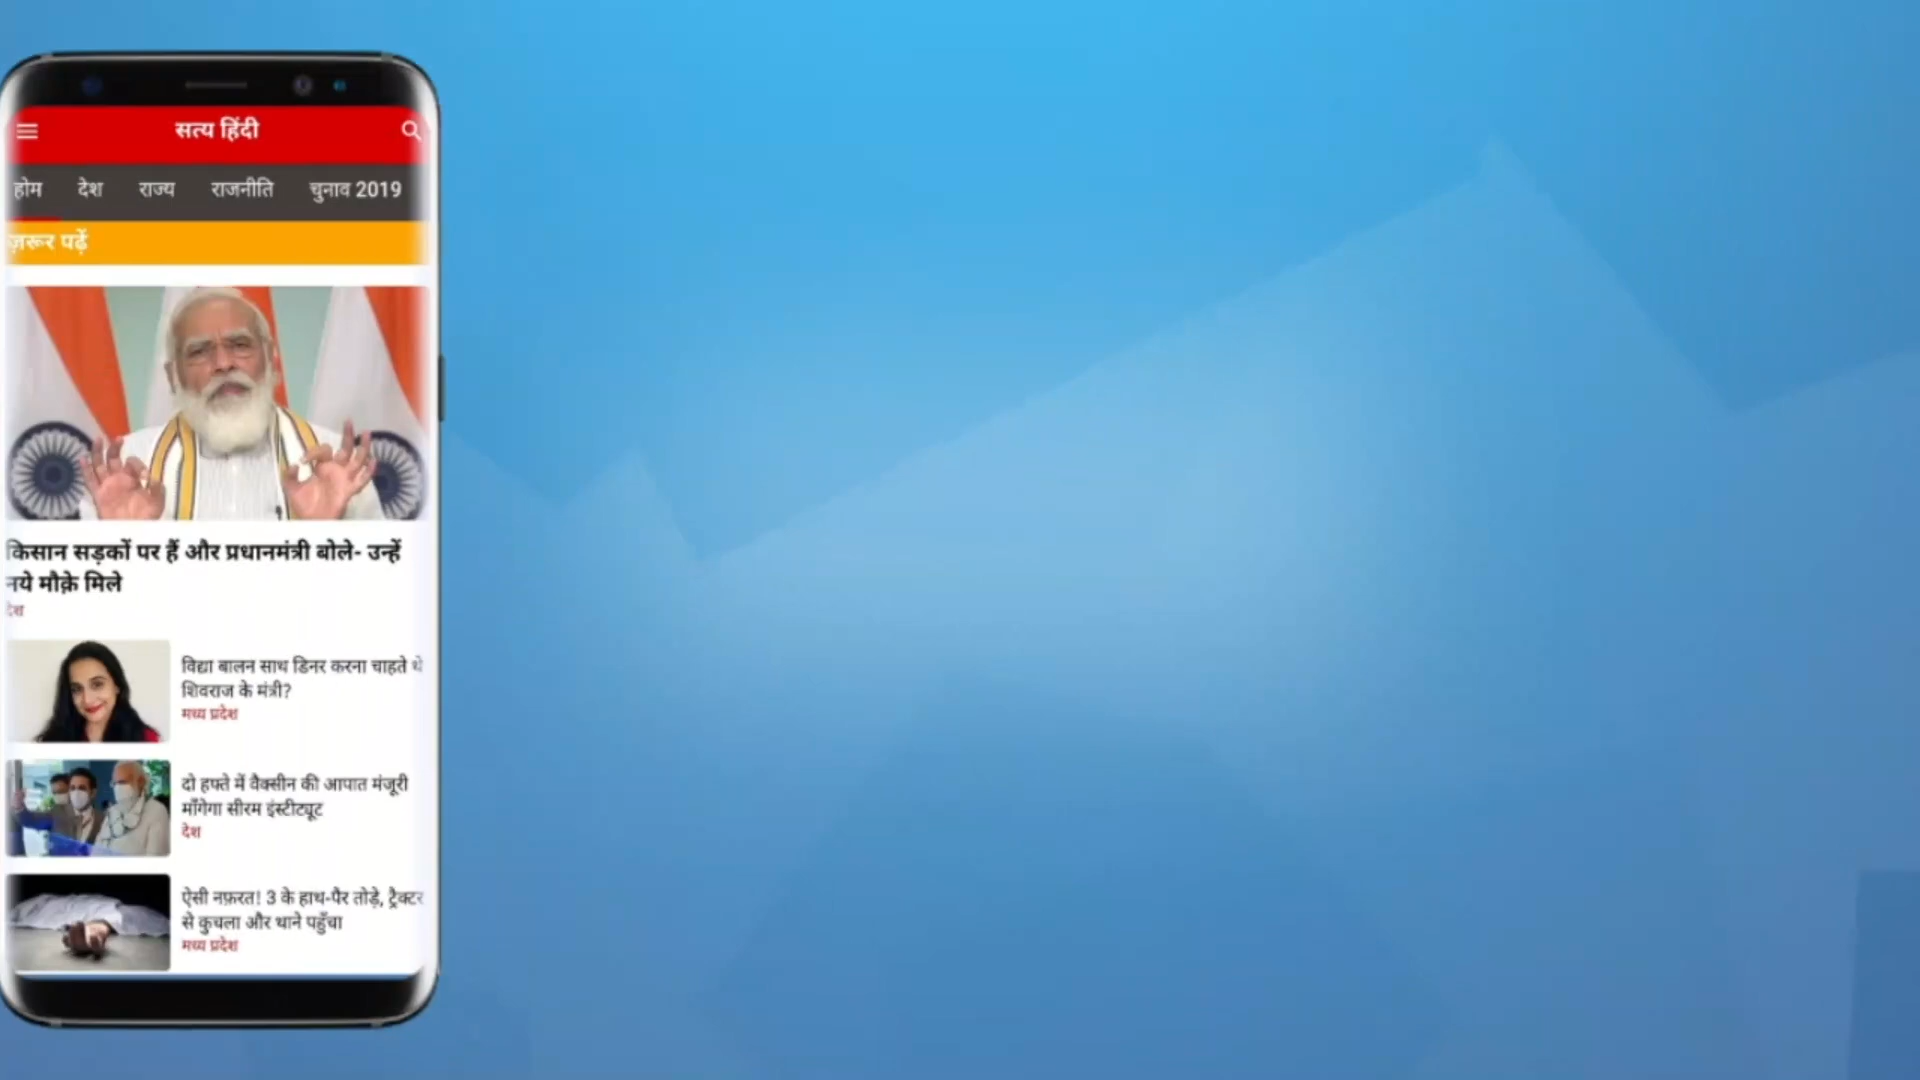 सत्य हिंदी
होम देश राज्य राजनीति चुनाव 2019
ज़रूर पढ़ें
किसान सड़कों पर हैं और प्रधानमंत्री बोले- उन्हें
नये मौक़े मिले
देश
विद्या बालन साथ डिनर करना चाहते थे
शिवराज के मंत्री?
मध्य प्रदेश
दो हफ्ते में वैक्सीन की आपात मंजूरी
माँगेगा सीरम इंस्टीट्यूट
देश
ऐसी नफ़रत! 3 के हाथ-पैर तोड़े, ट्रैक्टर
से कुचला और थाने पहुँचा
मध्य प्रदेश